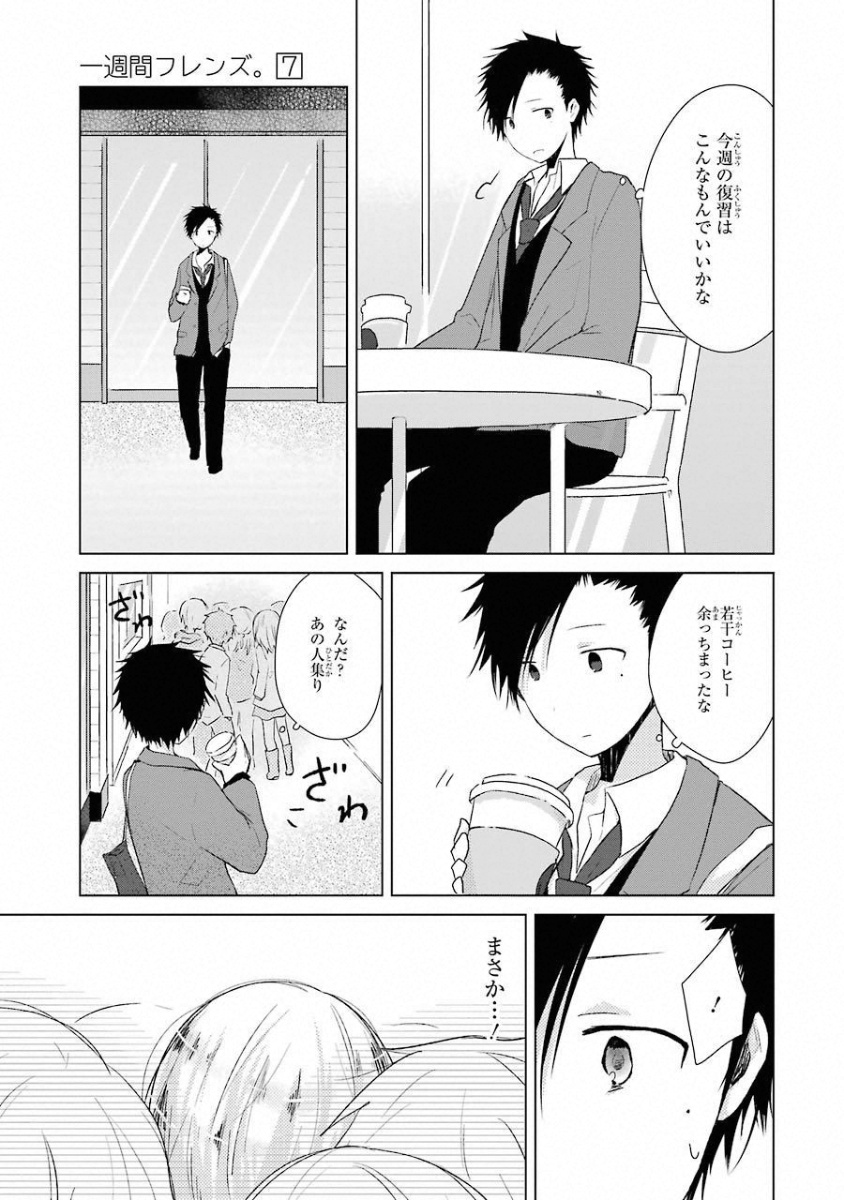 一週間フレンズ。7
今週の復習は
こんなもんでいいかな
若干コーヒー
余っちまったな
なんだ?
あの人集り
ざわ
ざわ
!
まさか…!